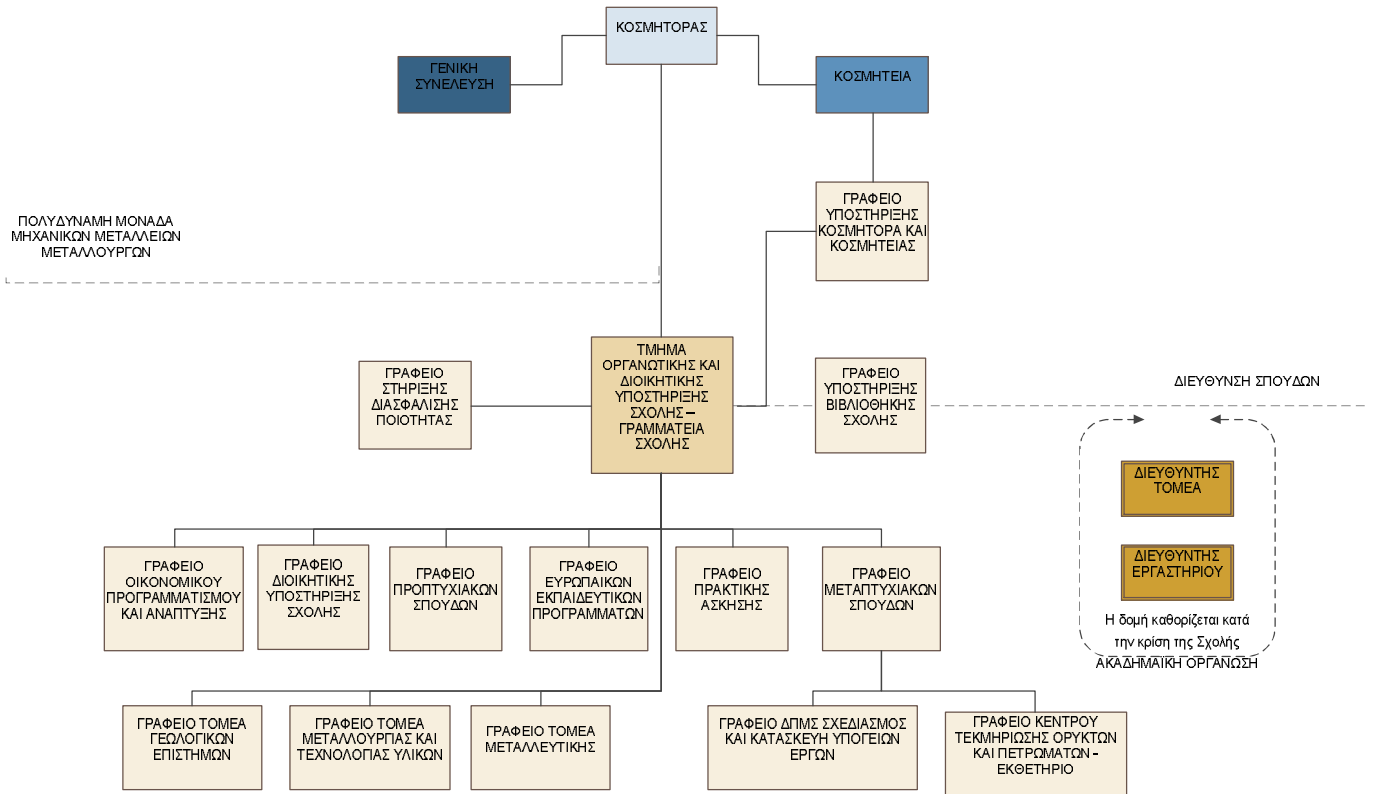 ΚΟΣΜΗΤΟΡΑΣ
ΓΕΝΙΚΗ
ΣΥΝΕΛΕΥΣΗ
ΚΟΣΜΗΤΕΙΑ
ΓΡΑΦΕΙΟ
ΥΠΟΣΤΗΡΙΞΗΣ
ΚΟΣΜΗΤΟΡΑ ΚΑΙ
ΚΟΣΜΗΤΕΙΑΣ
ΠΟΛΥΔΥΝΑΜΗ ΜΟΝΑΔΑ
ΜΗΧΑΝΙΚΩΝ ΜΕΤΑΛΛΕΙΩΝ
ΜΕΤΑΛΛΟΥΡΓΩΝ
ΓΡΑΦΕΙΟ
ΣΤΗΡΙΞΗΣ
ΔΙΑΣΦΑΛΙΣΗΣ
ΠΟΙΟΤΗΤΑΣ
ΤΜΗΜΑ
ΟΡΓΑΝΩΤΙΚΗΣ ΚΑΙ
ΔΙΟΙΚΗΤΙΚΗΣ
ΥΠΟΣΤΗΡΙΞΗΣ
ΣΧΟΛΗΣ –
ΓΡΑΜΜΑΤΕΙΑ
ΣΧΟΛΗΣ
ΓΡΑΦΕΙΟ
ΥΠΟΣΤΗΡΙΞΗΣ
ΒΙΒΛΙΟΘΗΚΗΣ
ΣΧΟΛΗΣ
ΔΙΕΥΘΥΝΣΗ ΣΠΟΥΔΩΝ
ΔΙΕΥΘΥΝΤΗΣ
ΤΟΜΕΑ
ΔΙΕΥΘΥΝΤΗΣ
ΕΡΓΑΣΤΗΡΙΟΥ
Η δομή καθορίζεται κατά
την κρίση της Σχολής
ΑΚΑΔΗΜΑΙΚΗ ΟΡΓΑΝΩΣΗ
ΓΡΑΦΕΙΟ
ΟΙΚΟΝΟΜΙΚΟΥ
ΠΡΟΓΡΑΜΜΑΤΙΣΜΟΥ
ΚΑΙ ΑΝΑΠΤΥΞΗΣ
ΓΡΑΦΕΙΟ
ΔΙΟΙΚΗΤΙΚΗΣ
ΥΠΟΣΤΗΡΙΞΗΣ
ΣΧΟΛΗΣ
ΓΡΑΦΕΙΟ
ΠΡΟΠΤΥΧΙΑΚΩΝ
ΣΠΟΥΔΩΝ
ΓΡΑΦΕΙΟ
ΕΥΡΩΠΑΙΚΩΝ
ΕΚΠΑΙΔΕΥΤΙΚΩΝ
ΠΡΟΓΡΑΜΜΑΤΩΝ
ΓΡΑΦΕΙΟ
ΠΡΑΚΤΙΚΗΣ
ΑΣΚΗΣΗΣ
ΓΡΑΦΕΙΟ
ΜΕΤΑΠΤΥΧΙΑΚΩΝ
ΣΠΟΥΔΩΝ
ΓΡΑΦΕΙΟ ΤΟΜΕΑ
ΓΕΩΛΟΓΙΚΩΝ
ΕΠΙΣΤΗΜΩΝ
ΓΡΑΦΕΙΟ ΤΟΜΕΑ
ΜΕΤΑΛΛΟΥΡΓΙΑΣ ΚΑΙ
ΤΕΧΝΟΛΟΓΙΑΣ ΥΛΙΚΩΝ
ΓΡΑΦΕΙΟ ΤΟΜΕΑ
ΜΕΤΑΛΛΕΥΤΙΚΗΣ
ΓΡΑΦΕΙΟ ΔΠΜΣ ΣΧΕΔΙΑΣΜΟΣ
ΚΑΙ ΚΑΤΑΣΚΕΥΗ ΥΠΟΓΕΙΩΝ
ΕΡΓΩΝ
ΓΡΑΦΕΙΟ ΚΕΝΤΡΟΥ
ΤΕΚΜΗΡΙΩΣΗΣ ΟΡΥΚΤΩΝ
ΚΑΙ ΠΕΤΡΩΜΑΤΩΝ –
ΕΚΘΕΤΗΡΙΟ